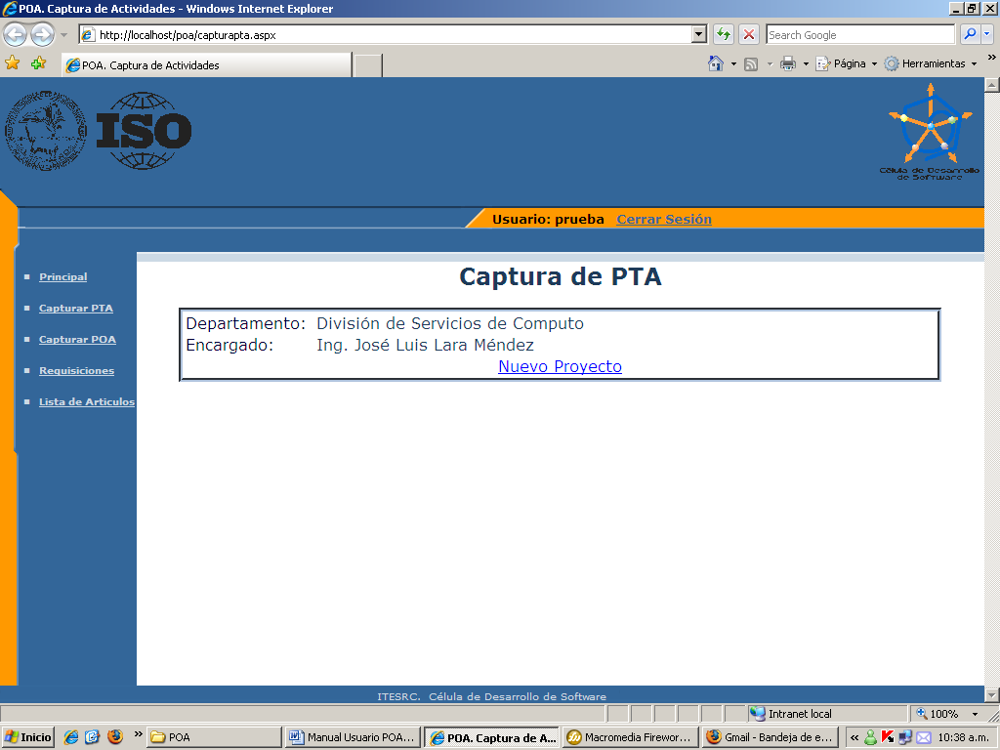 POA. Captura de Actividades - Windows Internet Explorer
http://localhost/poa/capturapta.aspx
Search Google
POA. Captura de Actividades
Página
Herramientas
ISO
Célula de Desarrollo
de Software
Usuario: prueba Cerrar Sesión
Principal
Capturar PTA
Capturar POA
Requisiciones
Lista de Articulos
Captura de PTA
Departamento: División de Servicios de Computo
Encargado: Ing. José Luis Lara Méndez
Nuevo Proyecto
ITESRC. Célula de Desarrollo de Software
Intranet local
100%
Inicio
POA
Manual Usuario POA...
POA. Captura de A...
Macromedia Firewor...
Gmail - Bandeja de e...
10:38 a.m.